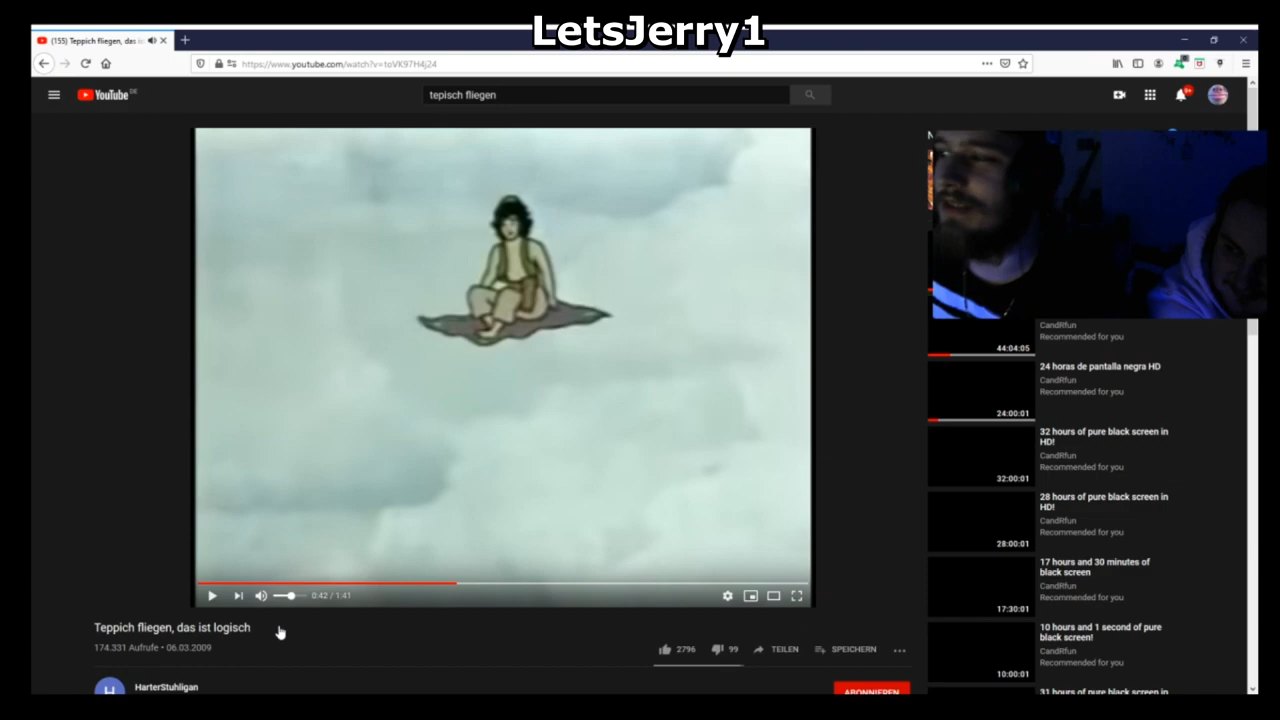 LetsJerry1
(155) Teppich fliegen, das is
https://www.youtube.com/watch?v=toVK97H4j24
YouTube DE
tepisch fliegen
9+
N
CandRfun
Recommended for you
44:04:05
24 horas de pantalla negra HD
CandRfun
Recommended for you
24:00:01
32 hours of pure black screen in
HD!
CandRfun
Recommended for you
32:00:01
28 hours of pure black screen in
HD!
CandRfun
Recommended for you
28:00:01
17 hours and 30 minutes of
black screen
CandRfun
Recommended for you
17:30:01
10 hours and 1 second of pure
black screen!
CandRfun
Recommended for you
10:00:01
31 hours of pure black screen in
0:42 / 1:41
Teppich fliegen, das ist logisch
174.331 Aufrufe • 06.03.2009
2796 99 TEILEN SPEICHERN
H HarterStuhligan
ABONNIEREN